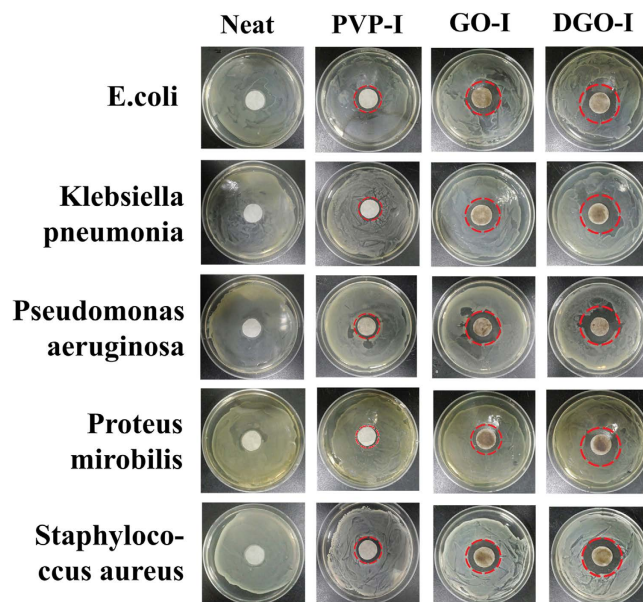 Neat PVP-I GO-I DGO-I
E.coli
Klebsiella
pneumonia
Pseudomonas
aeruginosa
Proteus
mirobilis
Staphyloco-
ccus aureus